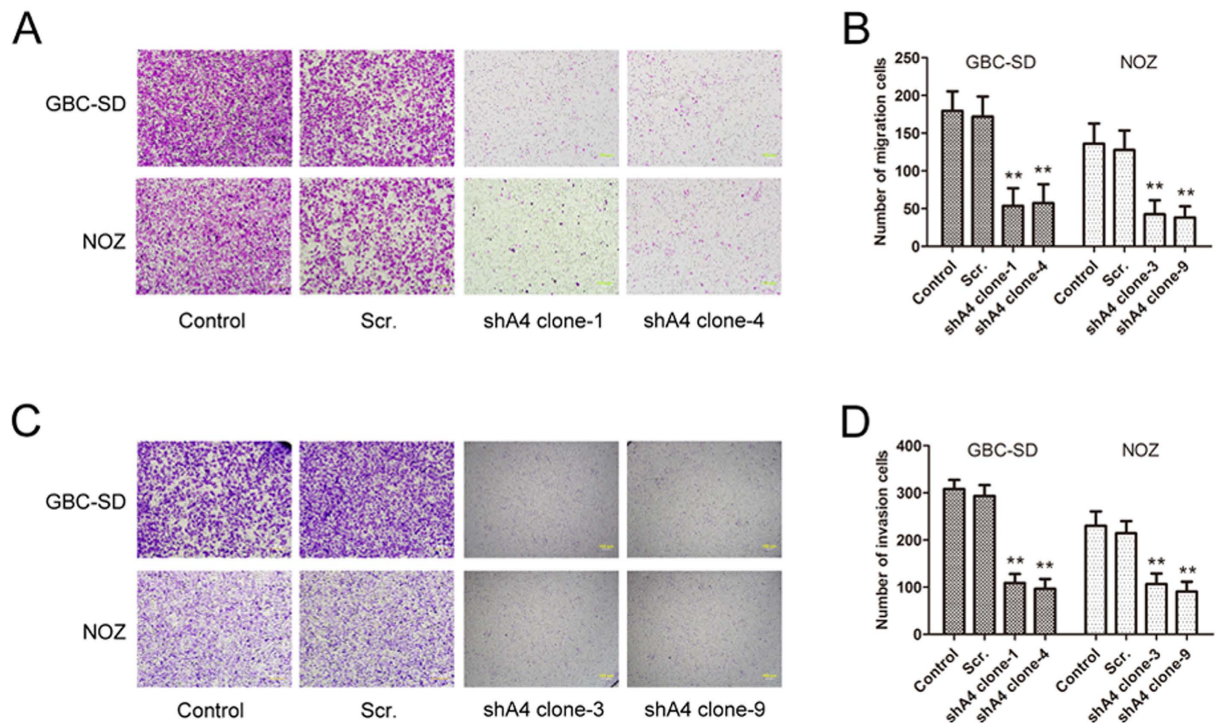 A
GBC-SD
NOZ
Control Scr. shA4 clone-1 shA4 clone-4
B
GBC-SD NOZ
Number of migration cells
250
200
150
100
50
0
** ** ** **
Control Scr. shA4 clone-1 shA4 clone-4 Control Scr. shA4 clone-3 shA4 clone-9
C
GBC-SD
NOZ
Control Scr. shA4 clone-3 shA4 clone-9
D
GBC-SD NOZ
Number of invasion cells
400
300
200
100
0
** ** ** **
Control Scr. shA4 clone-1 shA4 clone-4 Control Scr. shA4 clone-3 shA4 clone-9